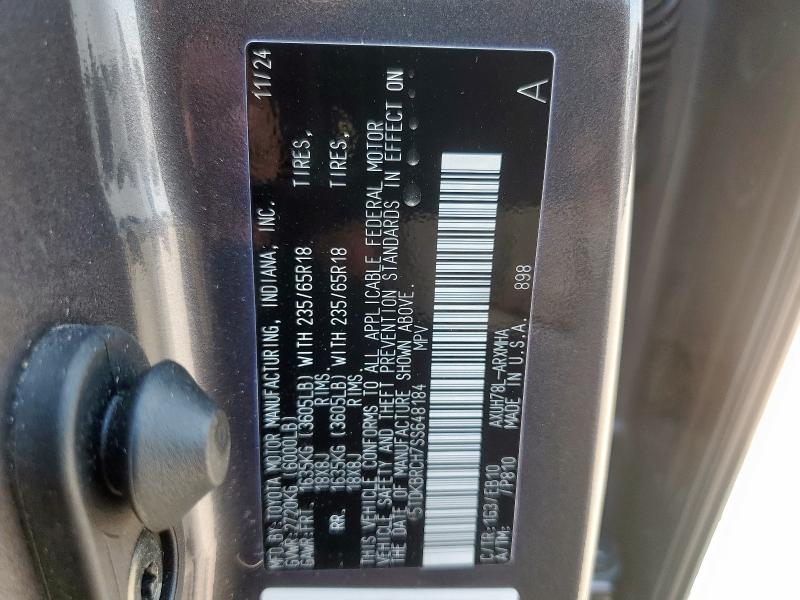 MFD.BY: TOYOTA MOTOR MANUFACTURING, INDIANA, INC. 11/24
GVWR:2720KG (6000LB)
GAWR:FRT. 1635KG (3605LB) WITH 235/65R18 TIRES,
18X8J RIMS,
RR. 1635KG (3605LB) WITH 235/65R18 TIRES,
18X8J RIMS.
THIS VEHICLE CONFORMS TO ALL APPLICABLE FEDERAL MOTOR
VEHICLE SAFETY AND THEFT PREVENTION STANDARDS IN EFFECT ON
THE DATE OF MANUFACTURE SHOWN ABOVE.
5TDKBRCH7SS648184 MPV
C/TR:1G3/EB10 AXUH78L-ARXMHA
A/TM: /P810 MADE IN U.S.A. 898 A